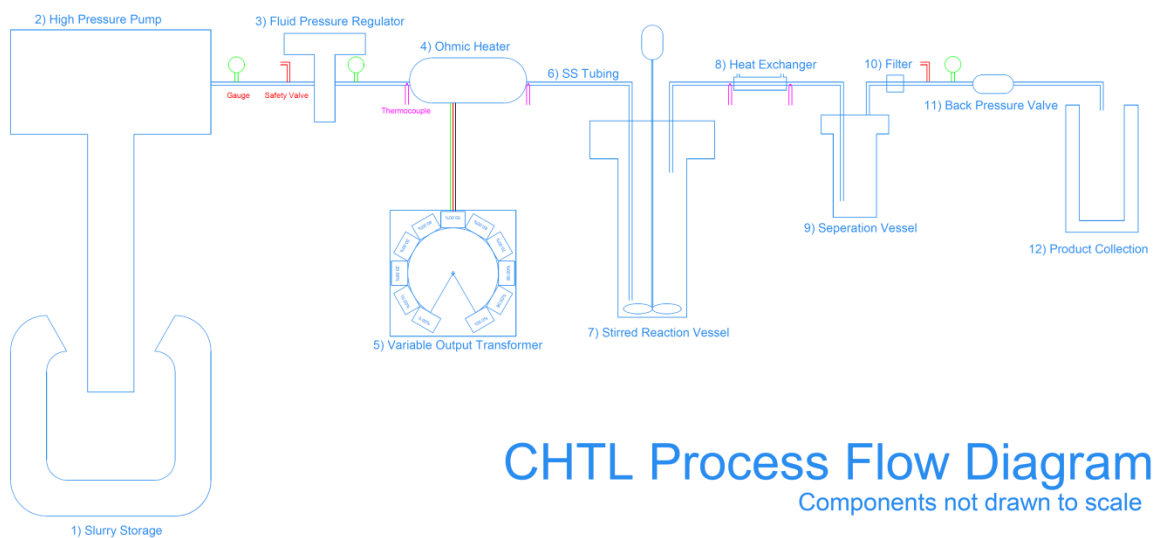 2) High Pressure Pump
3) Fluid Pressure Regulator
4) Ohmic Heater
6) SS Tubing
8) Heat Exchanger
10) Filter
Gauge
Safety Valve
Thermocouple
11) Back Pressure Valve
9) Seperation Vessel
12) Product Collection
7) Stirred Reaction Vessel
5) Variable Output Transformer
1) Slurry Storage
CHTL Process Flow Diagram
Components not drawn to scale